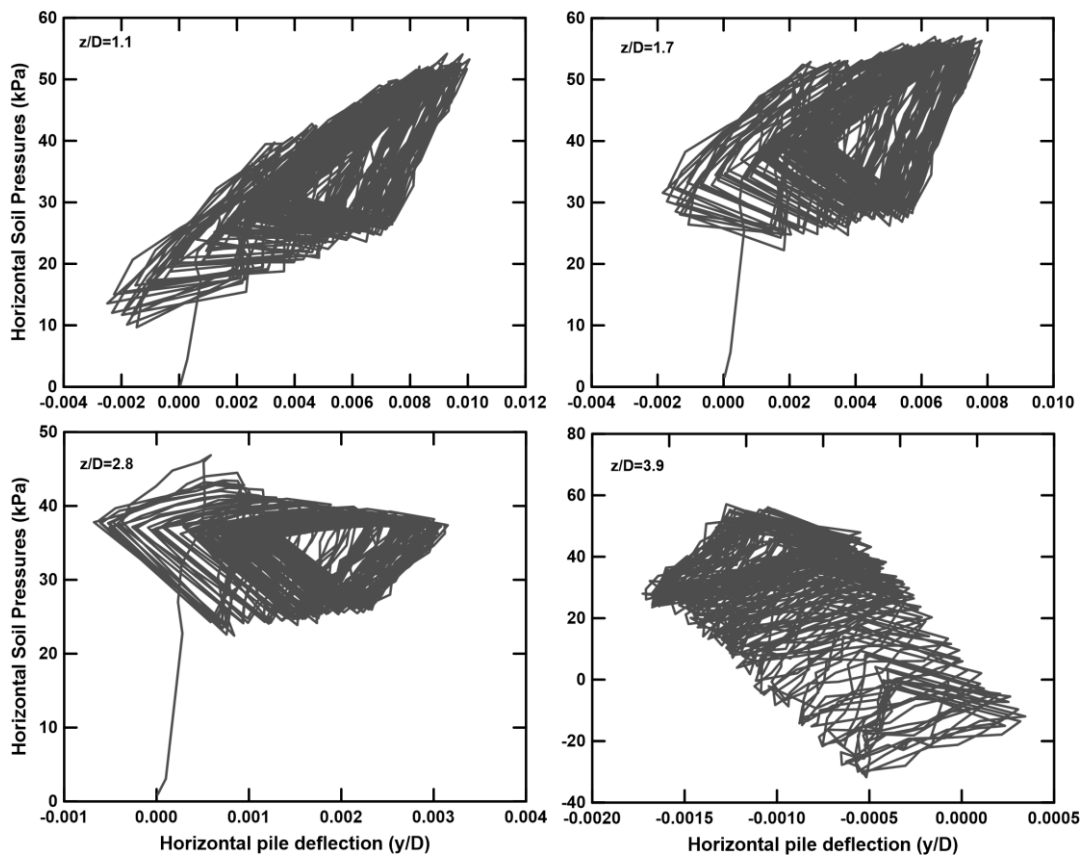 60
50
40
30
20
10
0
z/D=1.1
Horizontal Soil Pressures (kPa)
-0.004 -0.002 0.000 0.002 0.004 0.006 0.008 0.010 0.012
60
50
40
30
20
10
0
z/D=1.7
-0.004 -0.002 0.000 0.002 0.004 0.006 0.008 0.010
50
40
30
20
10
0
z/D=2.8
Horizontal Soil Pressures (kPa)
-0.001 0.000 0.001 0.002 0.003 0.004
Horizontal pile deflection (y/D)
80
60
40
20
0
-20
-40
z/D=3.9
-0.0020 -0.0015 -0.0010 -0.0005 0.0000 0.0005
Horizontal pile deflection (y/D)